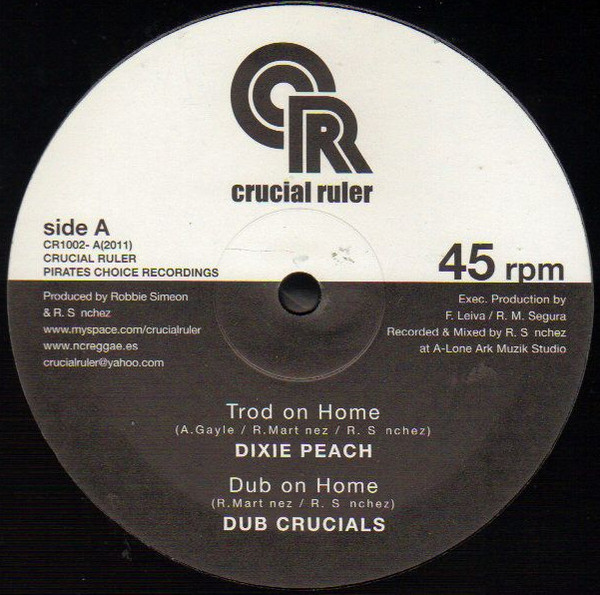 CR
crucial ruler
side A
CR1002- A(2011)
CRUCIAL RULER
PIRATES CHOICE RECORDINGS
45 rpm
Produced by Robbie Simeon
& R. S nchez
www.myspace.com/crucialruler
www.ncreggae.es
crucialruler@yahoo.com
Exec. Production by
F. Leiva / R. M. Segura
Recorded & Mixed by R. S nchez
at A-Lone Ark Muzik Studio
Trod on Home
(A.Gayle / R.Mart nez / R. S nchez)
DIXIE PEACH
Dub on Home
(R.Mart nez / R. S nchez)
DUB CRUCIALS